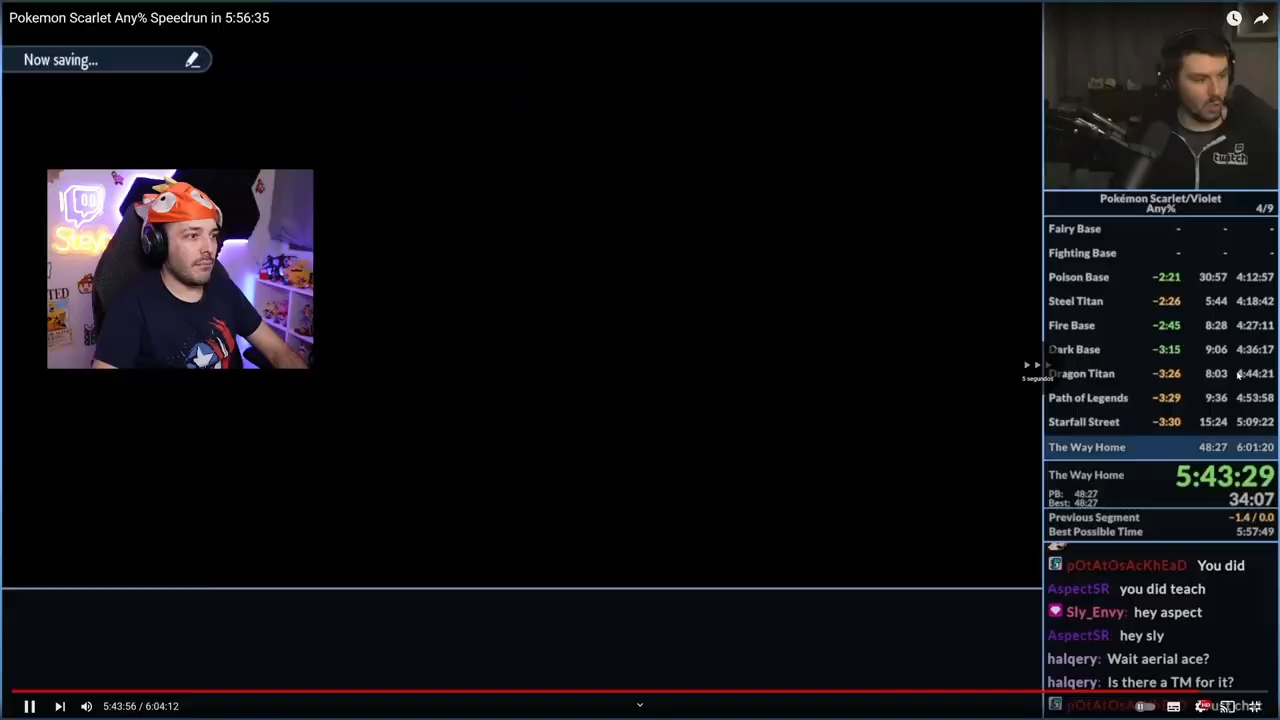 Pokemon Scarlet Any% Speedrun in 5:56:35
Now saving...
twitch
Pokémon Scarlet/Violet
Any% 4/9
Fairy Base - - -
Fighting Base - - -
Poison Base −2:21 30:57 4:12:57
Steel Titan −2:26 5:44 4:18:42
Fire Base −2:45 8:28 4:27:11
Dark Base −3:15 9:06 4:36:17
5 segundos
Dragon Titan −3:26 8:03 4:44:21
Path of Legends −3:29 9:36 4:53:58
Starfall Street −3:30 15:24 5:09:22
The Way Home 48:27 6:01:20
The Way Home 5:43:29
PB: 48:27
Best: 48:27
34:07
Previous Segment −1.4 / 0.0
Best Possible Time 5:57:49
pOtAtOsAcKhEaD You did
AspectSR you did teach
Sly_Envy: hey aspect
AspectSR hey sly
halqery: Wait aerial ace?
halqery: Is there a TM for it?
5:43:56 / 6:04:12